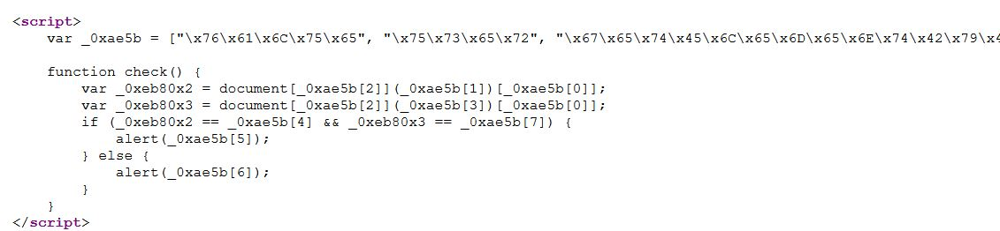 <script>
var _0xae5b = ["\x76\x61\x6C\x75\x65", "\x75\x73\x65\x72", "\x67\x65\x74\x45\x6C\x65\x6D\x65\x6E\x74\x42\x79\x4
function check() {
var _0xeb80x2 = document[_0xae5b[2]](_0xae5b[1])[_0xae5b[0]];
var _0xeb80x3 = document[_0xae5b[2]](_0xae5b[3])[_0xae5b[0]];
if (_0xeb80x2 == _0xae5b[4] && _0xeb80x3 == _0xae5b[7]) {
alert(_0xae5b[5]);
} else {
alert(_0xae5b[6]);
}
}
</script>